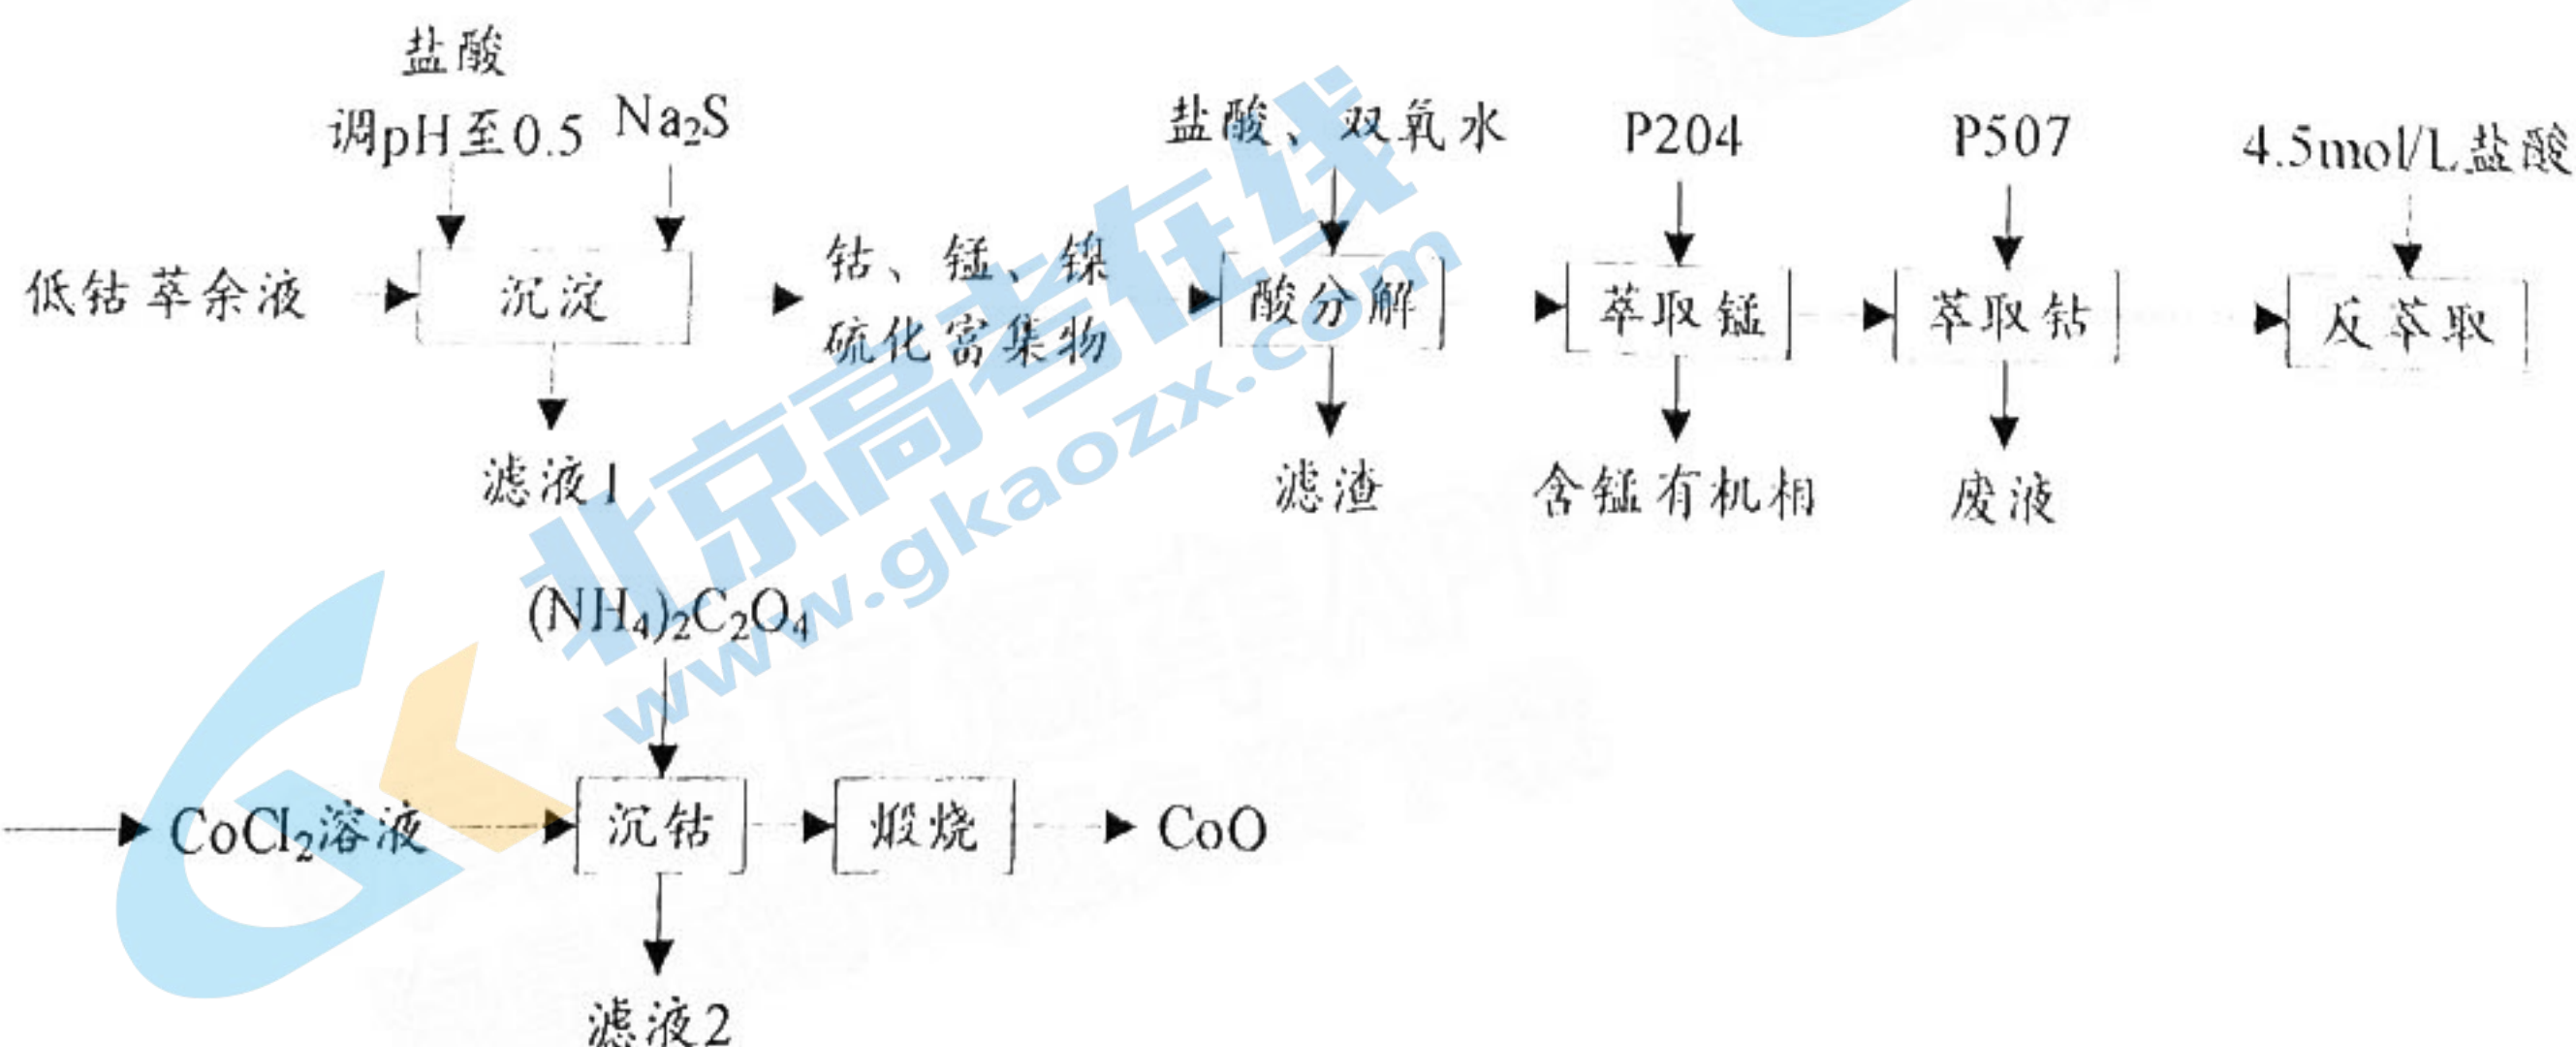 盐酸
调pH至0.5 Na₂S
盐酸、双氧水
P204
P507
4.5mol/L盐酸
低钴萃余液
沉淀
钴、锰、镍
硫化富集物
酸分解
萃取锰
萃取钴
反萃取
滤液1
滤渣
含锰有机相
废液
(NH₄)₂C₂O₄
CoCl₂溶液
沉钴
煅烧
CoO
滤液2
北京高考在线
www.gkaozx.com